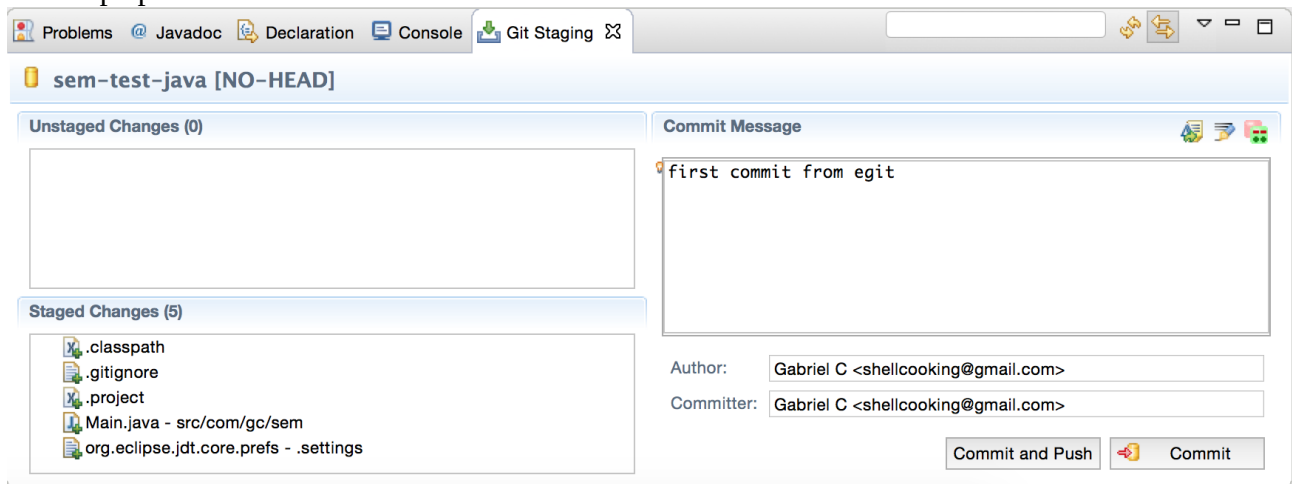 Problems @ Javadoc Declaration Console Git Staging
sem-test-java [NO-HEAD]
Unstaged Changes (0)
Commit Message
first commit from egit
Staged Changes (5)
.classpath
.gitignore
.project
Main.java - src/com/gc/sem
org.eclipse.jdt.core.prefs - .settings
Author: Gabriel C <shellcooking@gmail.com>
Committer: Gabriel C <shellcooking@gmail.com>
Commit and Push Commit